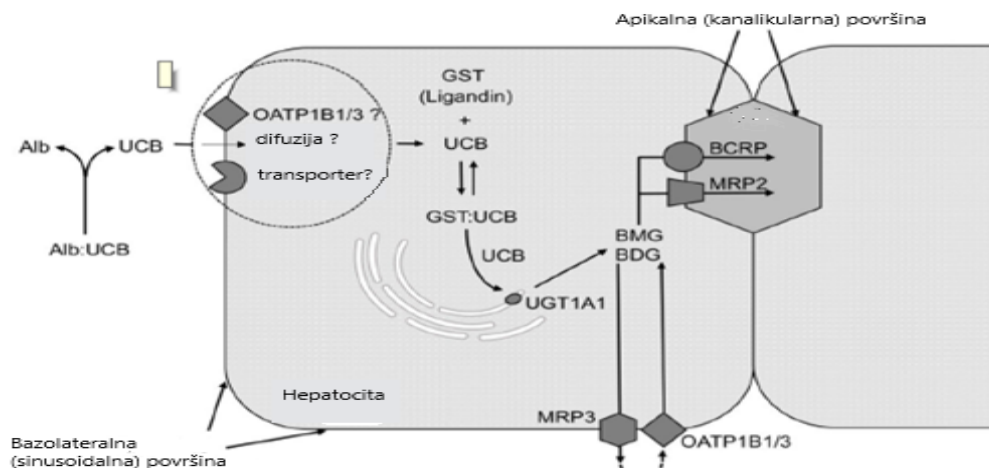 Apikalna (kanalikularna) površina
GST
(Ligandin)
+
UCB
OATP1B1/3 ?
difuzija ?
transporter?
Alb
UCB
Alb:UCB
GST:UCB
UCB
UGT1A1
BCRP
MRP2
BMG
BDG
Hepatocita
MRP3
OATP1B1/3
Bazolateralna
(sinusoidalna) površina